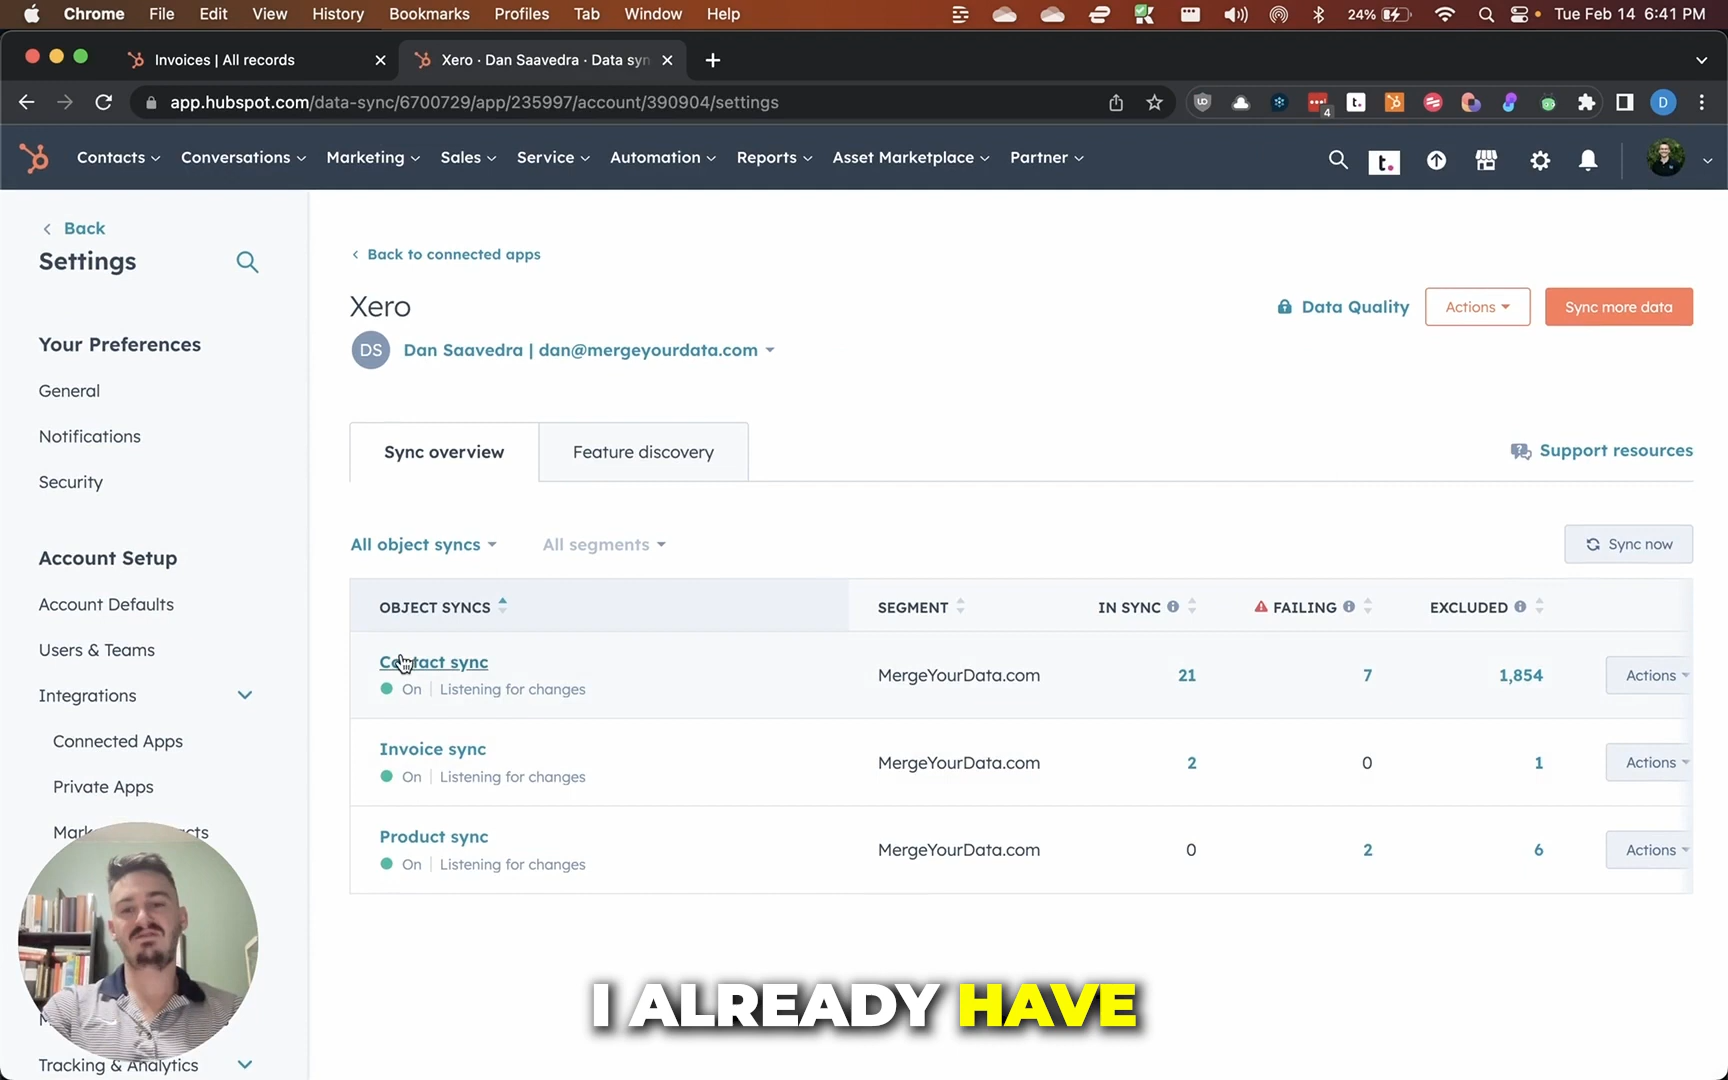 Chrome File Edit View History Bookmarks Profiles Tab Window Help 24% Tue Feb 14 6:41 PM
Invoices | All records
Xero · Dan Saavedra · Data syn
app.hubspot.com/data-sync/6700729/app/235997/account/390904/settings
4
D
Contacts Conversations Marketing Sales Service Automation Reports Asset Marketplace Partner
t.
Back
Settings
Your Preferences
General
Notifications
Security
Account Setup
Account Defaults
Users & Teams
Integrations
Connected Apps
Private Apps
Tracking & Analytics
Back to connected apps
Xero
Data Quality
Actions
Sync more data
DS
Dan Saavedra | dan@mergeyourdata.com
Sync overview
Feature discovery
Support resources
All object syncs
All segments
Sync now
OBJECT SYNCS SEGMENT IN SYNC FAILING EXCLUDED
Contact sync
On | Listening for changes
MergeYourData.com 21 7 1,854 Actions
Invoice sync
On | Listening for changes
MergeYourData.com 2 0 1 Actions
Product sync
On | Listening for changes
MergeYourData.com 0 2 6 Actions
I ALREADY HAVE